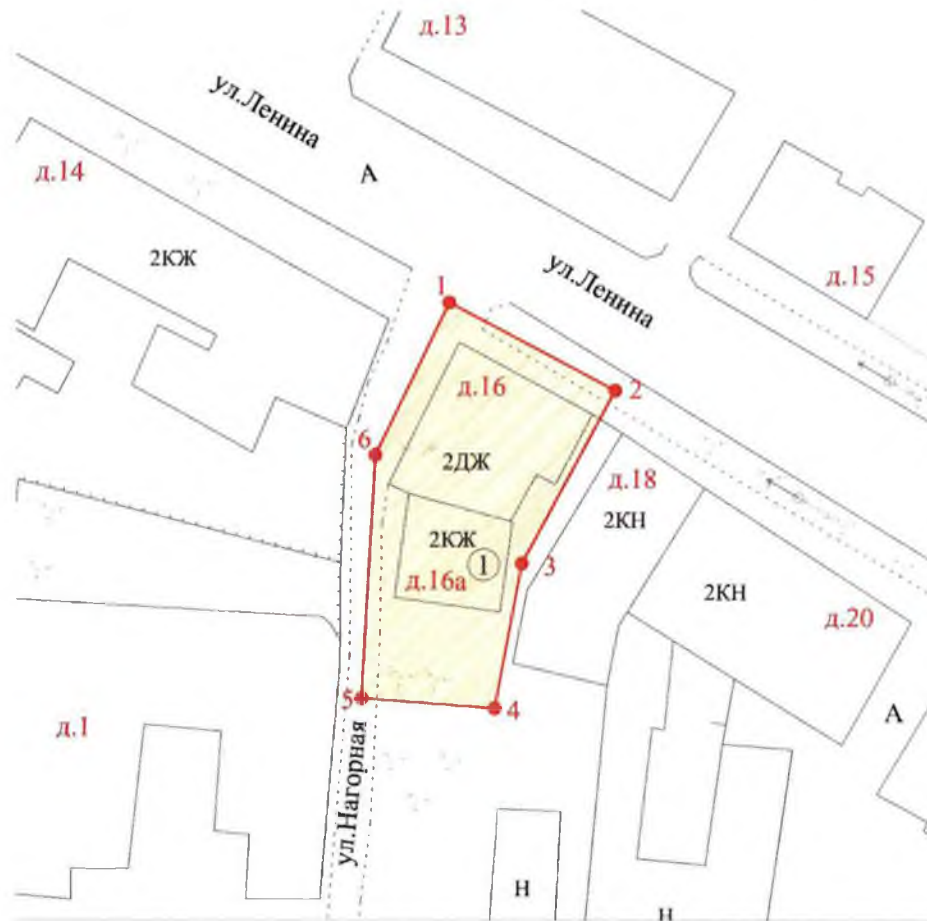 д.13
ул.Ленина
А
д.14
2КЖ
ул.Ленина
д.15
1
2
д.16
6
2ДЖ
д.18
2КН
2КЖ
1
3
д.16а
2КН
д.20
5
4
А
д.1
ул.Нагорная
Н
Н